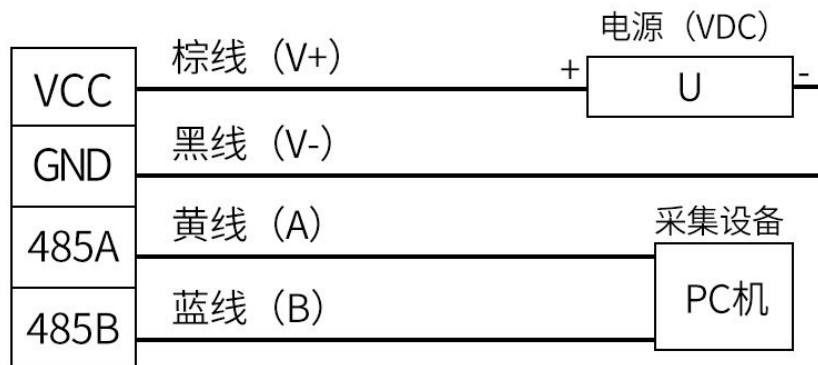 电源（VDC）
棕线（V+）
+
-
VCC
U
黑线（V-）
GND
黄线（A）
采集设备
485A
PC机
蓝线（B）
485B